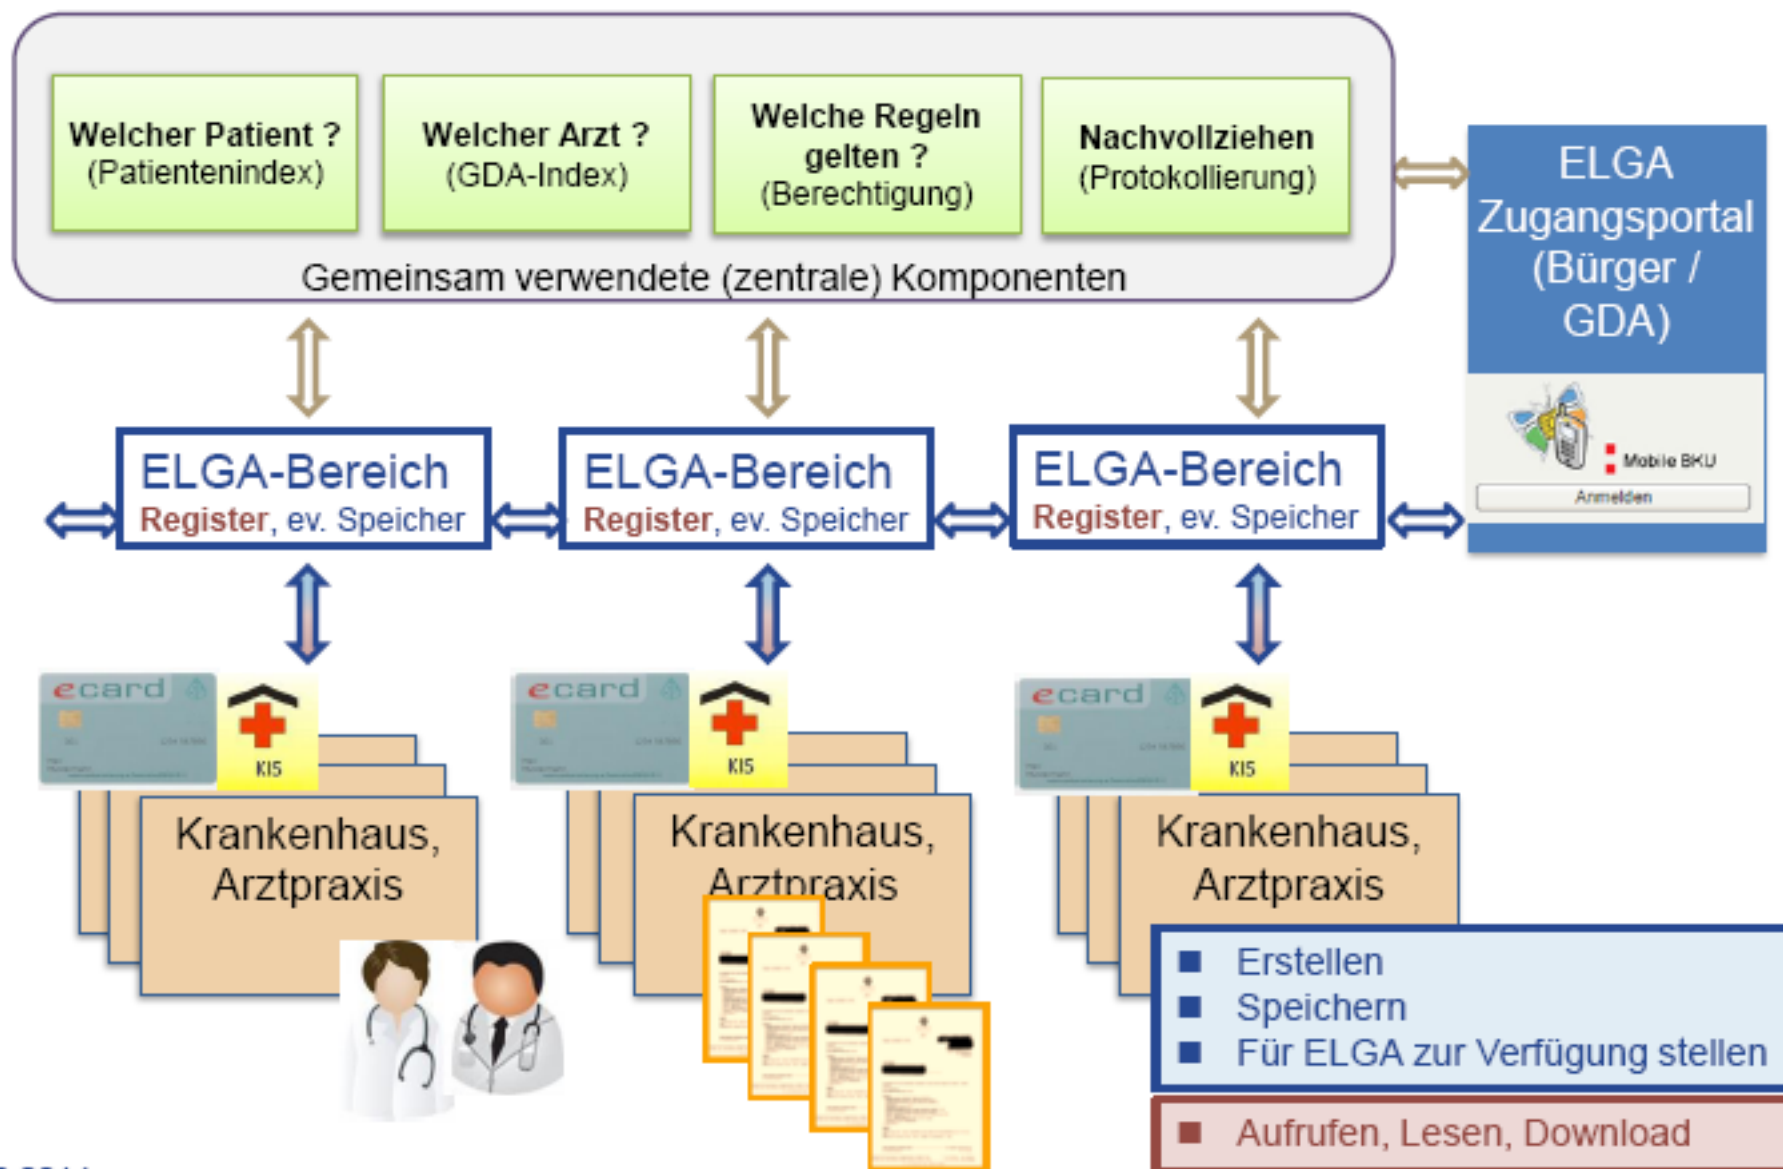 Welcher Patient ?
(Patientenindex)
Welcher Arzt ?
(GDA-Index)
Welche Regeln
gelten ?
(Berechtigung)
Nachvollziehen
(Protokollierung)
Gemeinsam verwendete (zentrale) Komponenten
ELGA
Zugangsportal
(Bürger /
GDA)
Mobile BKU
Anmelden
ELGA-Bereich
Register, ev. Speicher
ELGA-Bereich
Register, ev. Speicher
ELGA-Bereich
Register, ev. Speicher
ecard
KIS
ecard
KIS
ecard
KIS
Krankenhaus,
Arztpraxis
Krankenhaus,
Arztpraxis
Krankenhaus,
Arztpraxis
Erstellen
Speichern
Für ELGA zur Verfügung stellen
Aufrufen, Lesen, Download